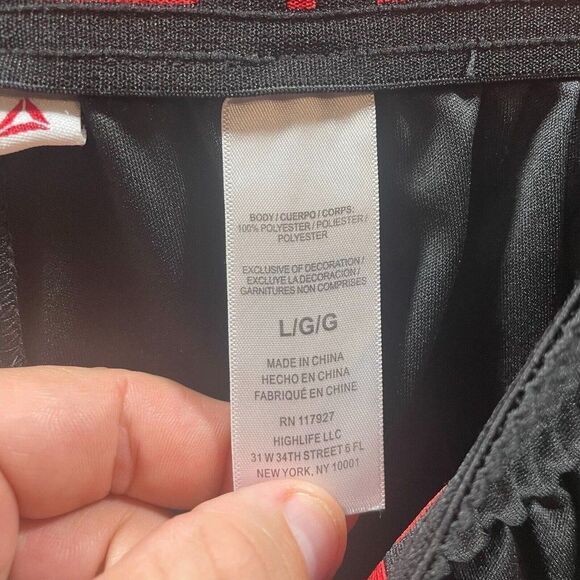 BODY / CUERPO / CORPS:
100% POLYESTER / POLIESTER /
POLYESTER
EXCLUSIVE OF DECORATION /
EXCLUYE LA DECORACION /
GARNITURES NON COMPRISES
L/G/G
MADE IN CHINA
HECHO EN CHINA
FABRIQUÉ EN CHINE
RN 117927
HIGHLIFE LLC
31 W 34TH STREET 6 FL
NEW YORK, NY 10001